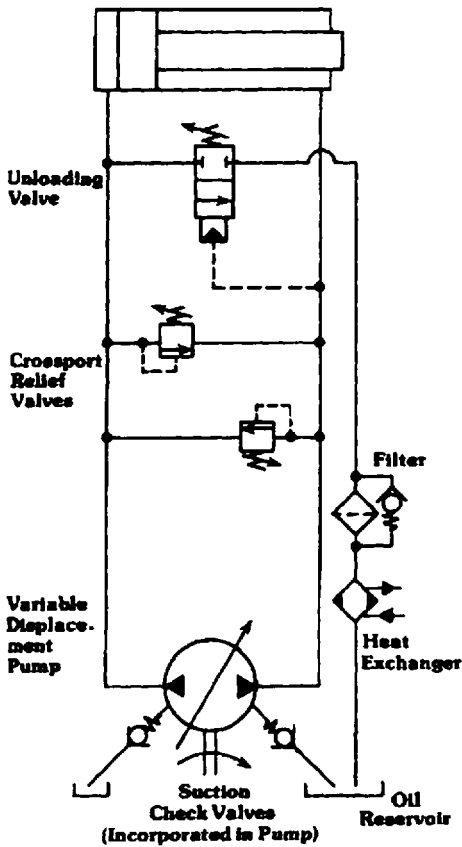 Unloading
Valve
Crossport
Relief
Valves
Filter
Variable
Displace-
ment
Pump
Heat
Exchanger
Suction
Check Valves
(Incorporated in Pump)
Oil
Reservoir